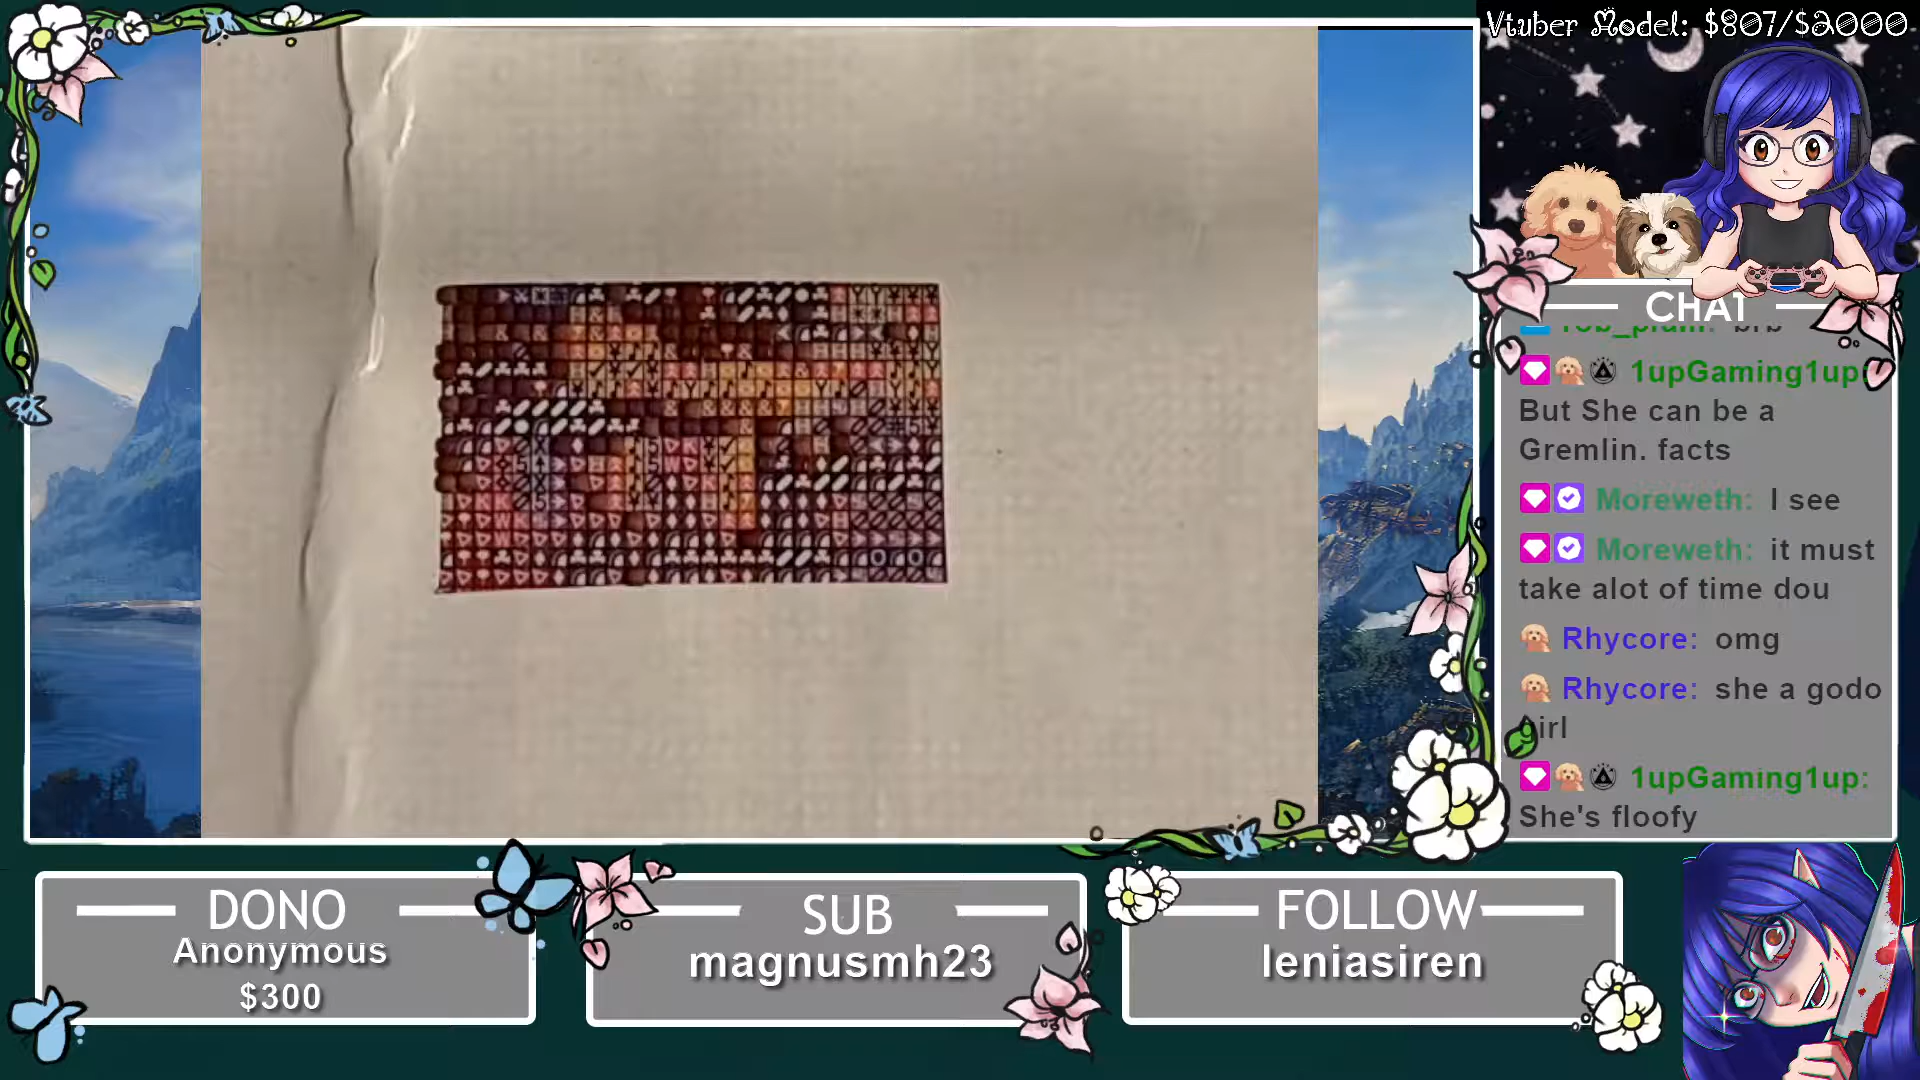 Vtuber Model: $807/$2000
CHAT
1upGaming1up:
But She can be a
Gremlin. facts
Moreweth: I see
Moreweth: it must
take alot of time dou
Rhycore: omg
Rhycore: she a godo
girl
1upGaming1up:
She's floofy
DONO
Anonymous
$300
SUB
magnusmh23
FOLLOW
leniasiren